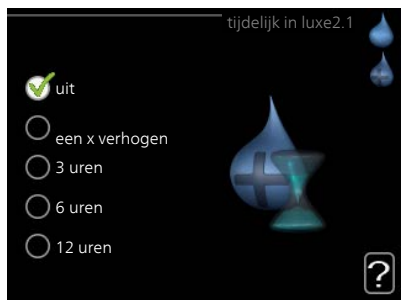 tijdelijk in luxe2.1
uit
een x verhogen
3 uren
6 uren
12 uren
?